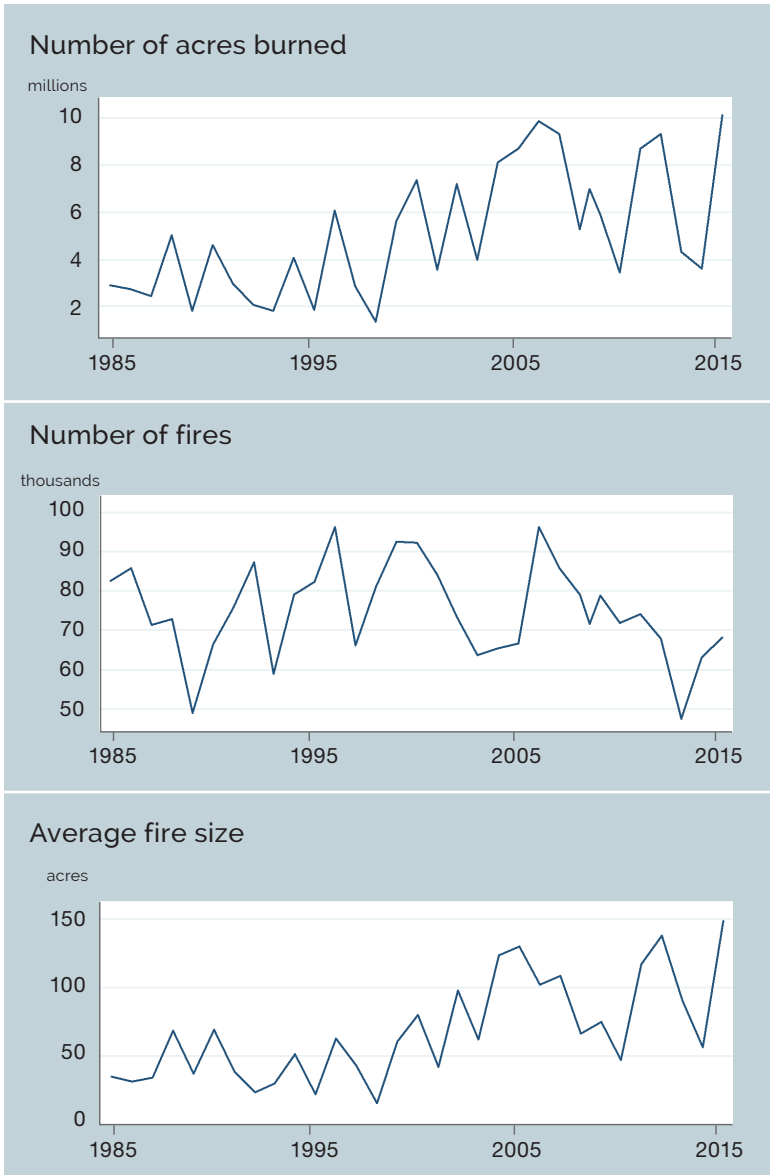 Number of acres burned
millions
10
8
6
4
2
1985 1995 2005 2015
Number of fires
thousands
100
90
80
70
60
50
1985 1995 2005 2015
Average fire size
acres
150
100
50
0
1985 1995 2005 2015